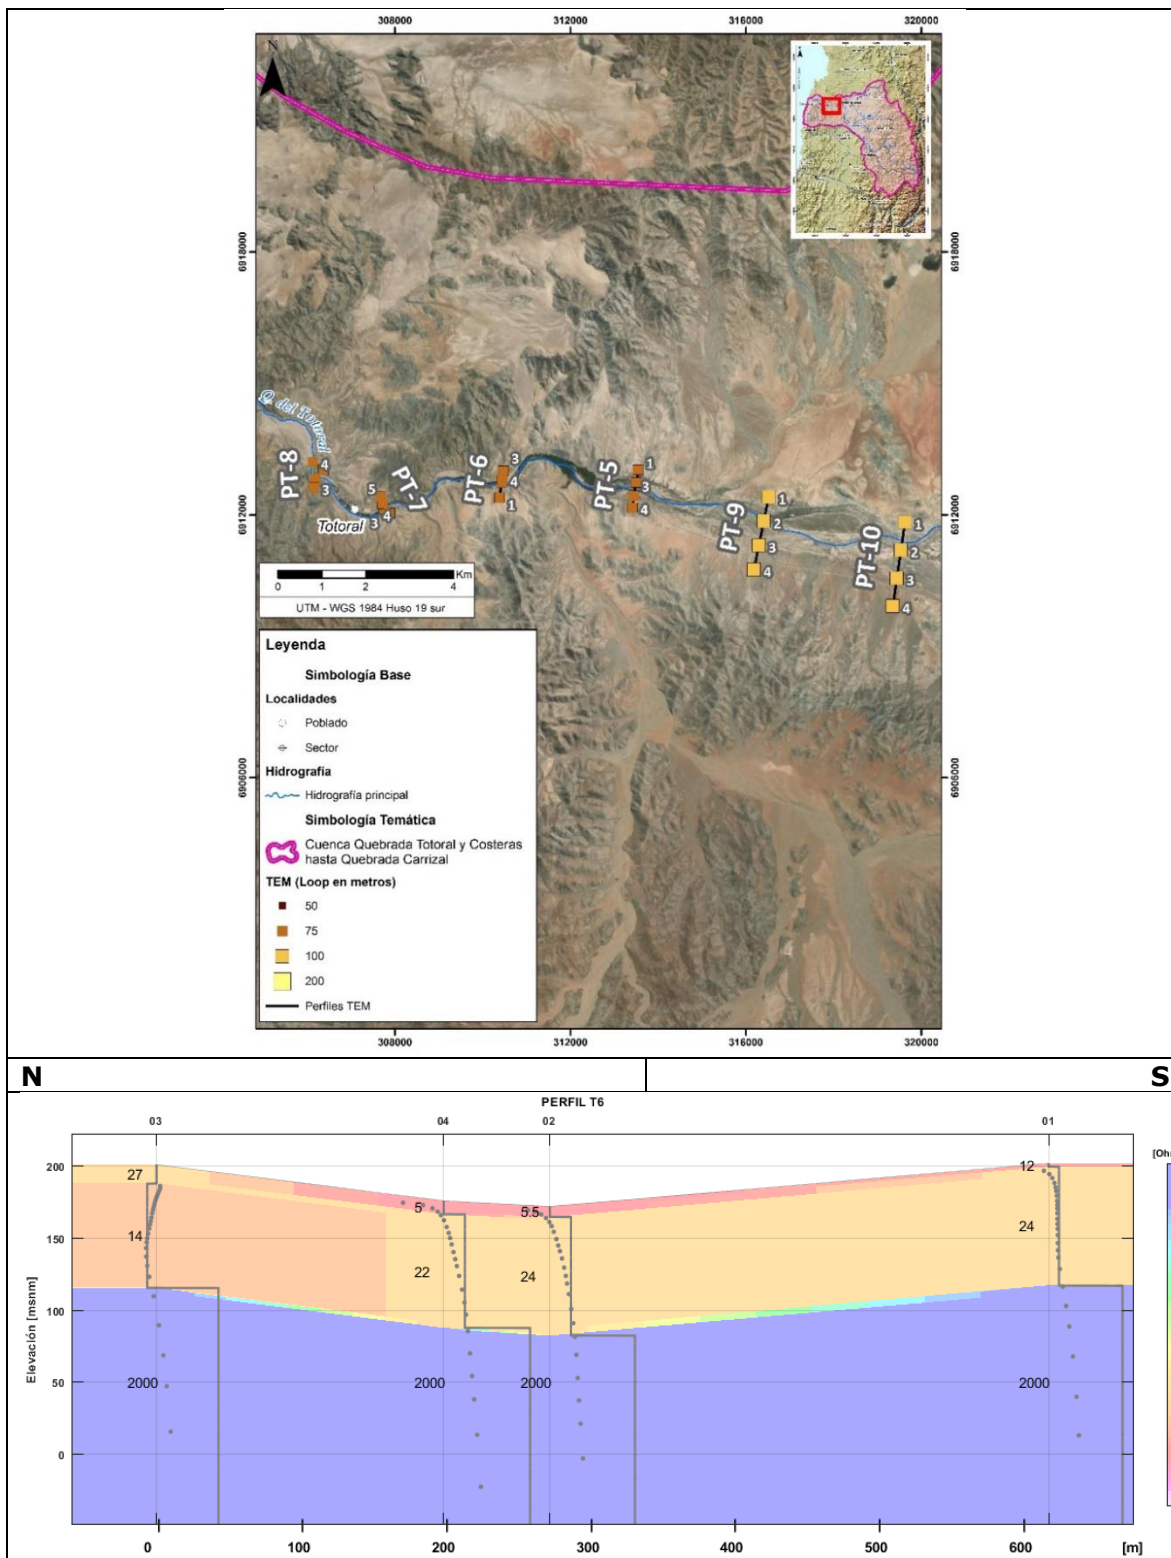 308000 312000 316000 320000
N
6918000 6918000
Q. del Totoral
PT-8 4 3
5 PT-7 3 4
Totoral
PT-6 3 4 1
PT-5 1 3 4
PT-9 1 2 3 4
PT-10 1 2 3 4
6912000 6912000
0 1 2 4 Km
UTM - WGS 1984 Huso 19 sur
6906000 6906000
Leyenda
Simbología Base
Localidades
Poblado
Sector
Hidrografía
Hidrografía principal
Simbología Temática
Cuenca Quebrada Totoral y Costeras
hasta Quebrada Carrizal
TEM (Loop en metros)
50
75
100
200
Perfiles TEM
308000 312000 316000 320000
N S
PERFIL T6
03 04 02 01
[Oh
Elevación [msnm]
200
150
100
50
0
27 5 5.5 12
14 22 24 24
2000 2000 2000 2000
0 100 200 300 400 500 600 [m]